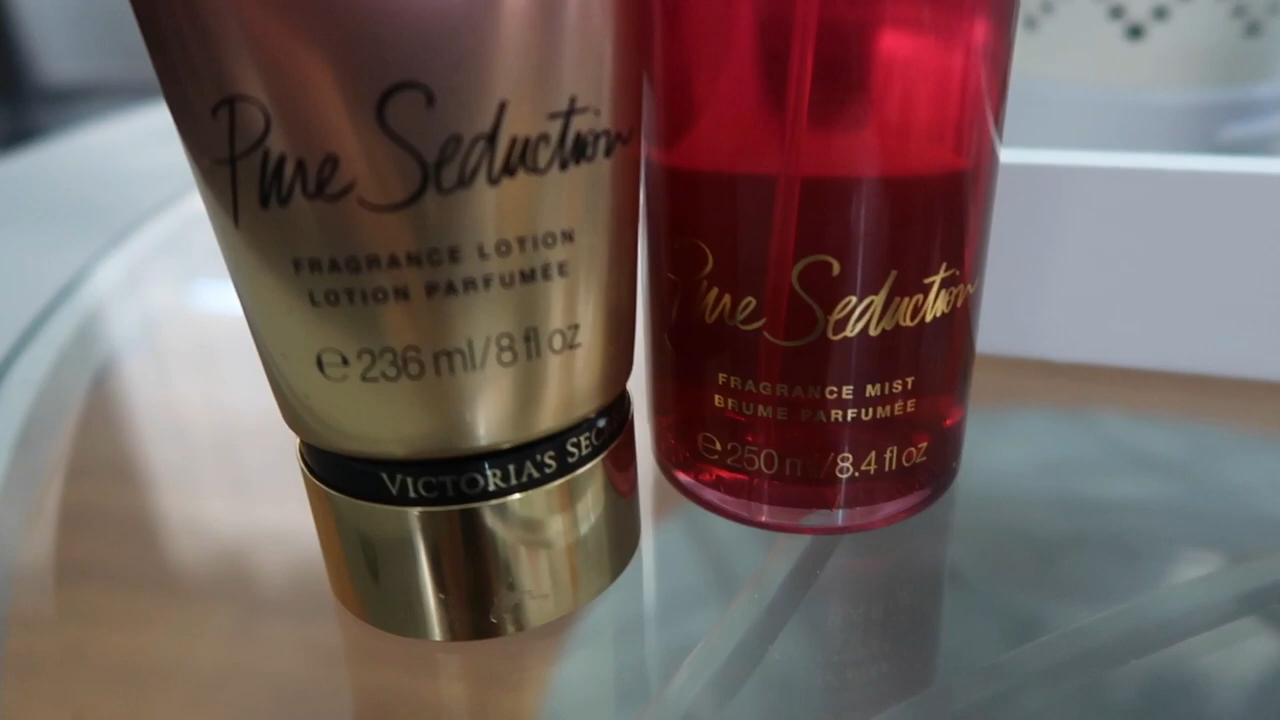 Pure Seduction
FRAGRANCE LOTION
LOTION PARFUMÉE
℮ 236 ml/8 fl oz
VICTORIA'S SEC
Pure Seduction
FRAGRANCE MIST
BRUME PARFUMÉE
℮ 250 m /8.4 fl oz